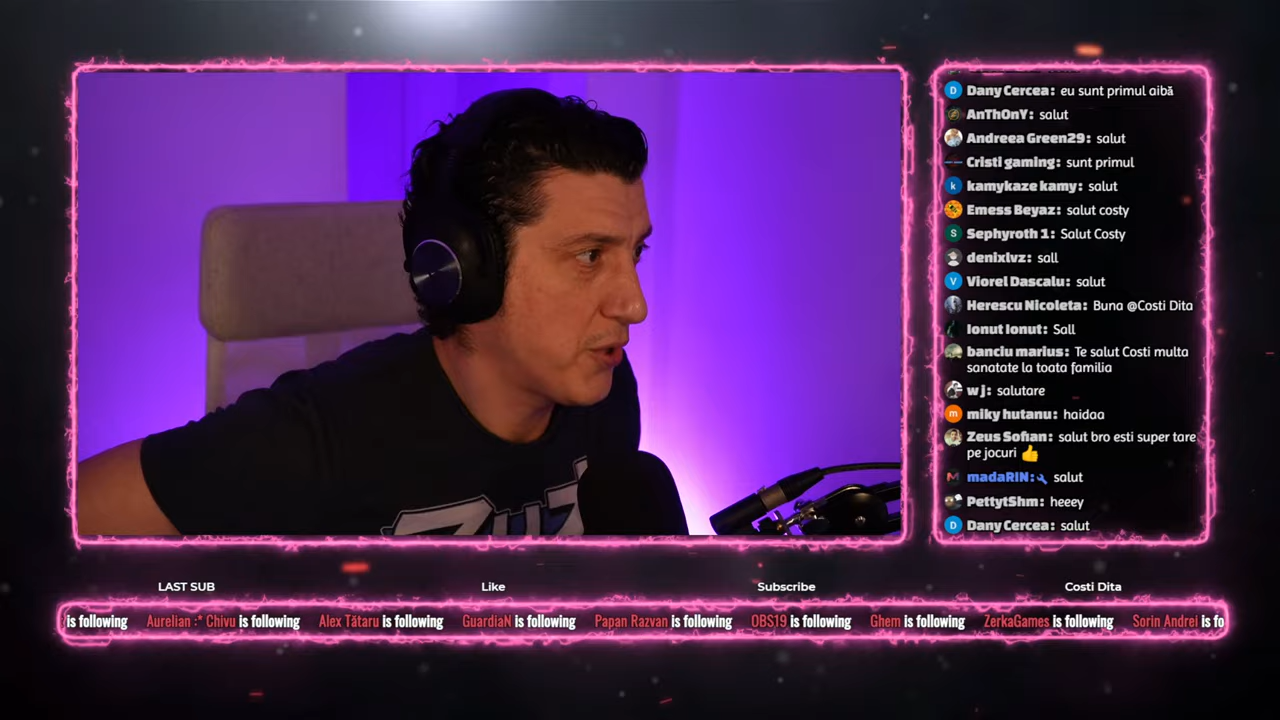 Dany Cercea: eu sunt primul aibă
AnThOnY: salut
Andreea Green29: salut
Cristi gaming: sunt primul
kamykaze kamy: salut
Emess Beyaz: salut costy
Sephyroth 1: Salut Costy
denixlvz: sall
Viorel Dascalu: salut
Herescu Nicoleta: Buna @Costi Dita
Ionut Ionut: Sall
banciu marius: Te salut Costi multa
sanatate la toata familia
w j: salutare
miky hutanu: haidaa
Zeus Sofian: salut bro esti super tare
pe jocuri 👍
madaRIN: salut
PettytShm: heeey
Dany Cercea: salut
LAST SUB Like Subscribe Costi Dita
is following Aurelian :* Chivu is following Alex Tătaru is following GuardiaN is following Papan Razvan is following OBS19 is following Ghem is following ZerkaGames is following Sorin Andrei is fo